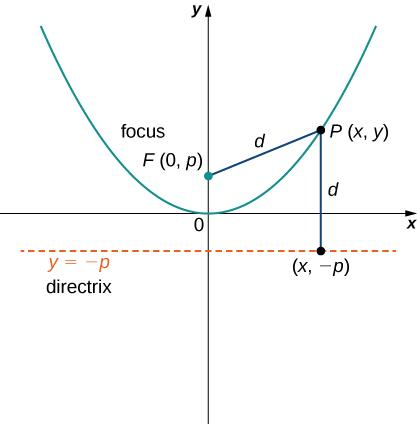 y
focus
F (0, p)
d
P (x, y)
d
0
x
y = −p
(x, −p)
directrix